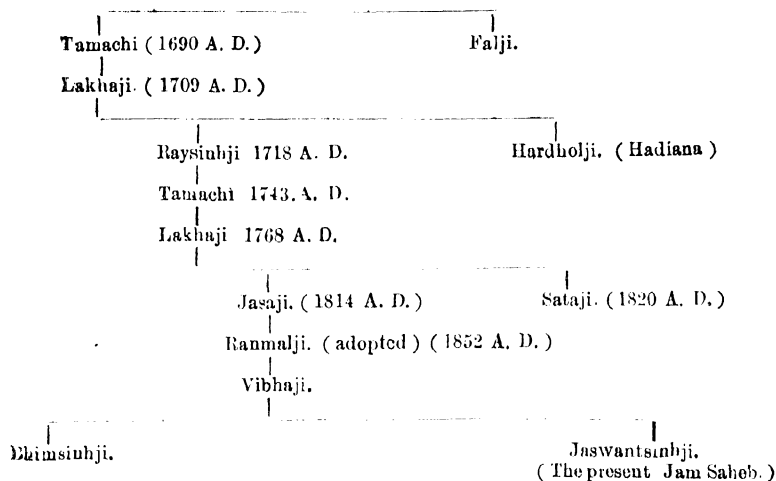 Tamachi ( 1690 A. D. ) Falji.
Lakhaji. ( 1709 A. D. )
Raysinhji 1718 A. D. Hardholji. ( Hadiana )
Tamachi 1743. A. D.
Lakhaji 1768 A. D.
Jasaji. ( 1814 A. D. ) Sataji. ( 1820 A. D. )
Ranmalji. ( adopted ) ( 1852 A. D. )
Vibhaji.
Bhimsinhji. Jaswantsinhji.
( The present Jam Saheb. )